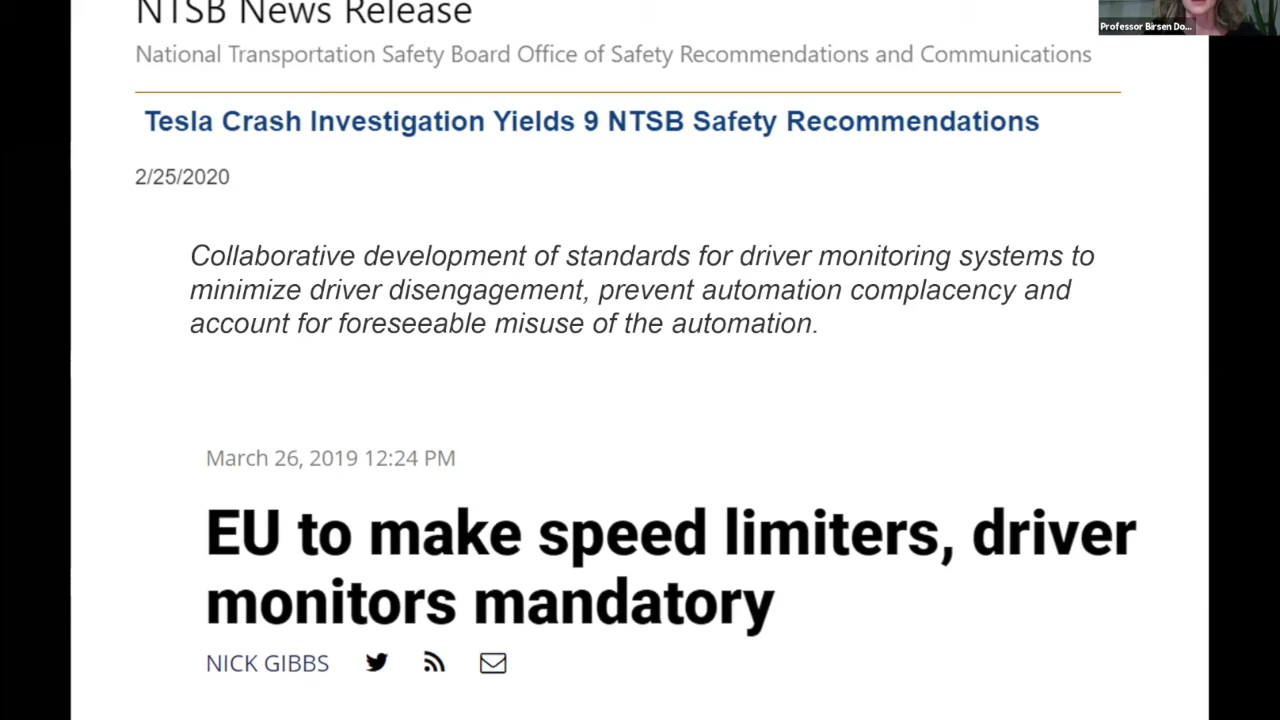 NTSB News Release
Professor Birsen Do...
National Transportation Safety Board Office of Safety Recommendations and Communications
Tesla Crash Investigation Yields 9 NTSB Safety Recommendations
2/25/2020
Collaborative development of standards for driver monitoring systems to
minimize driver disengagement, prevent automation complacency and
account for foreseeable misuse of the automation.
March 26, 2019 12:24 PM
EU to make speed limiters, driver
monitors mandatory
NICK GIBBS